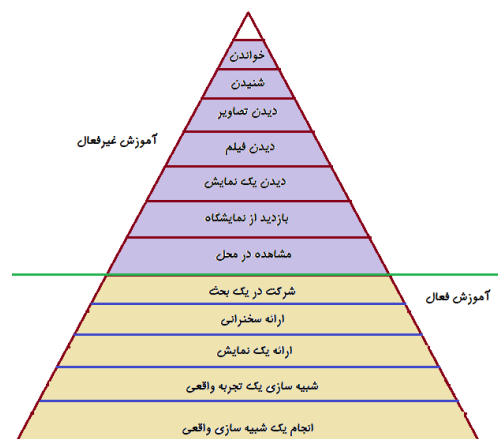 خواندن
شنیدن
دیدن تصاویر
آموزش غیرفعال
دیدن فیلم
دیدن یک نمایش
بازدید از نمایشگاه
مشاهده در محل
شرکت در یک بحث
آموزش فعال
ارائه سخنرانی
ارائه یک نمایش
شبیه سازی یک تجربه واقعی
انجام یک شبیه سازی واقعی